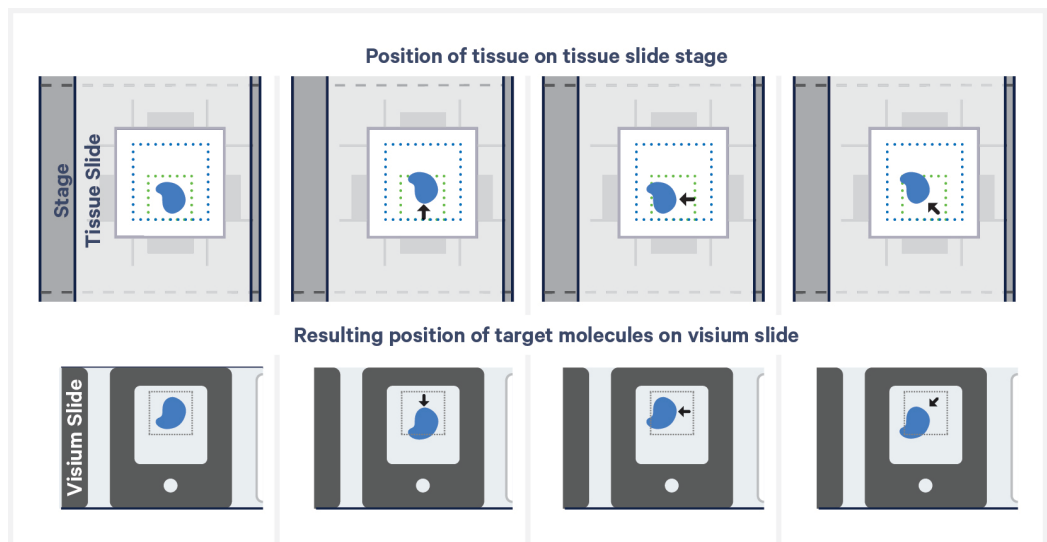 Position of tissue on tissue slide stage
Stage
Tissue Slide
Resulting position of target molecules on visium slide
Visium Slide